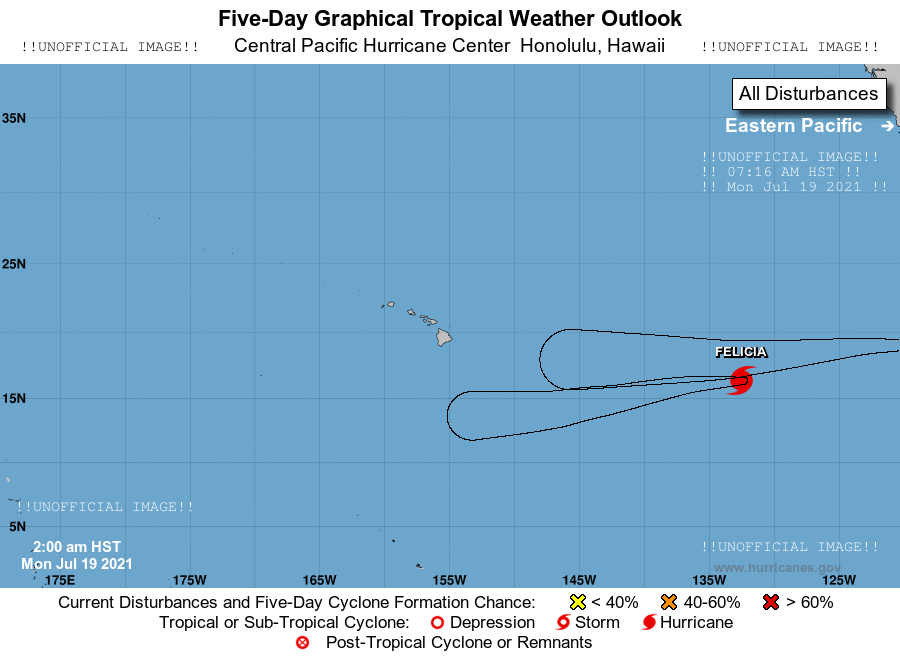 Five-Day Graphical Tropical Weather Outlook
!!UNOFFICIAL IMAGE!! Central Pacific Hurricane Center Honolulu, Hawaii !!UNOFFICIAL IMAGE!!
All Disturbances
35N
Eastern Pacific →
!!UNOFFICIAL IMAGE!!
!! 07:16 AM HST !!
!! Mon Jul 19 2021 !!
25N
FELICIA
15N
!!UNOFFICIAL IMAGE!!
5N
2:00 am HST
Mon Jul 19 2021
!!UNOFFICIAL IMAGE!!
www.hurricanes.gov
175E 175W 165W 155W 145W 135W 125W
Current Disturbances and Five-Day Cyclone Formation Chance: < 40% 40-60% > 60%
Tropical or Sub-Tropical Cyclone: Depression Storm Hurricane
Post-Tropical Cyclone or Remnants